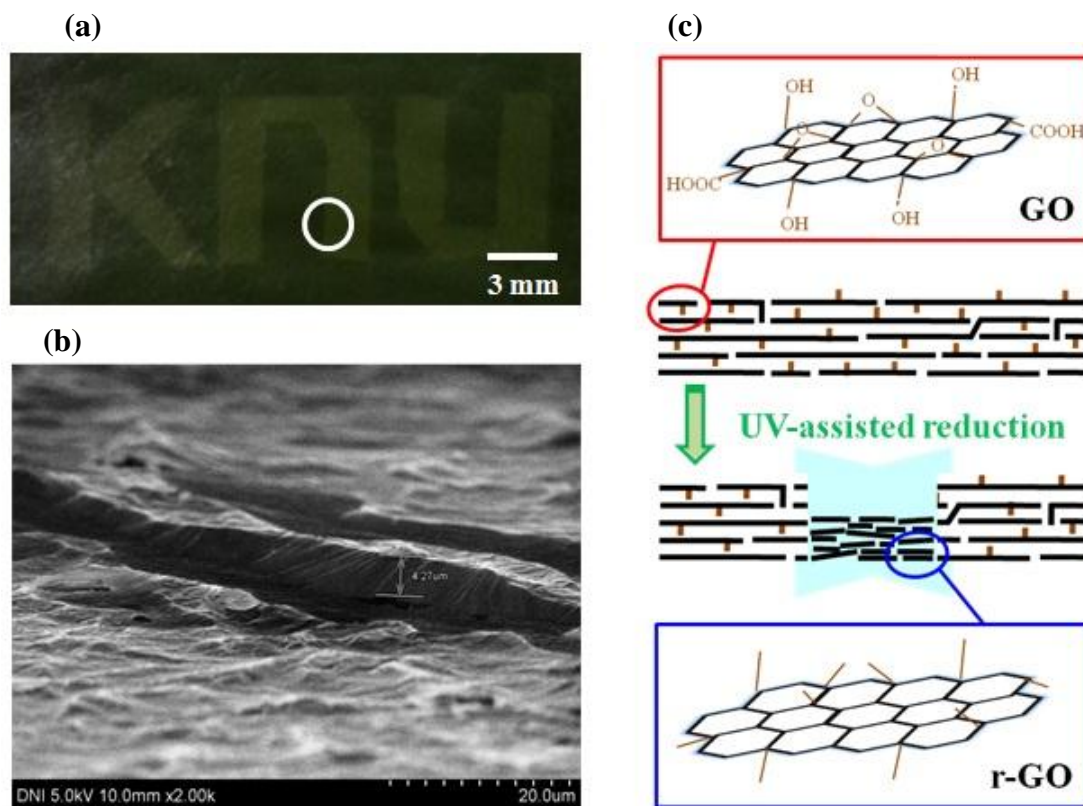 (a)
KNU
3 mm
(b)
4.27um
DNI 5.0kV 10.0mm x2.00k
20.0um
(c)
OH
O
OH
O
COOH
O
HOOC
OH
OH
GO
UV-assisted reduction
r-GO